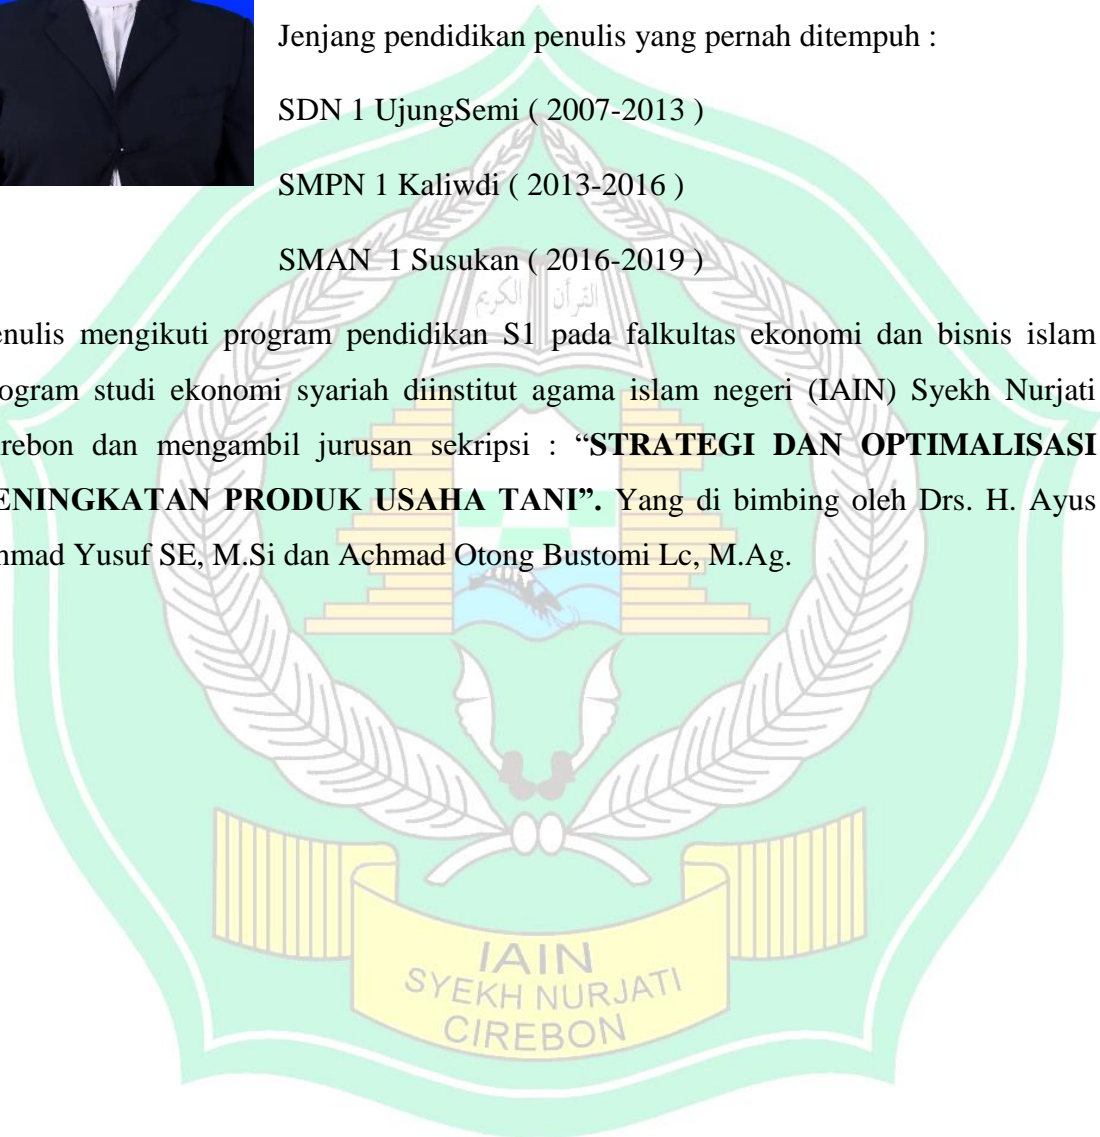 Jenjang pendidikan penulis yang pernah ditempuh :
SDN 1 UjungSemi ( 2007-2013 )
SMPN 1 Kaliwdi ( 2013-2016 )
SMAN 1 Susukan ( 2016-2019 )
القرآن الكريم
enulis mengikuti program pendidikan S1 pada falkultas ekonomi dan bisnis islam
ogram studi ekonomi syariah diinstitut agama islam negeri (IAIN) Syekh Nurjati
irebon dan mengambil jurusan sekripsi : “STRATEGI DAN OPTIMALISASI
ENINGKATAN PRODUK USAHA TANI”. Yang di bimbing oleh Drs. H. Ayus
hmad Yusuf SE, M.Si dan Achmad Otong Bustomi Lc, M.Ag.
IAIN
SYEKH NURJATI
CIREBON